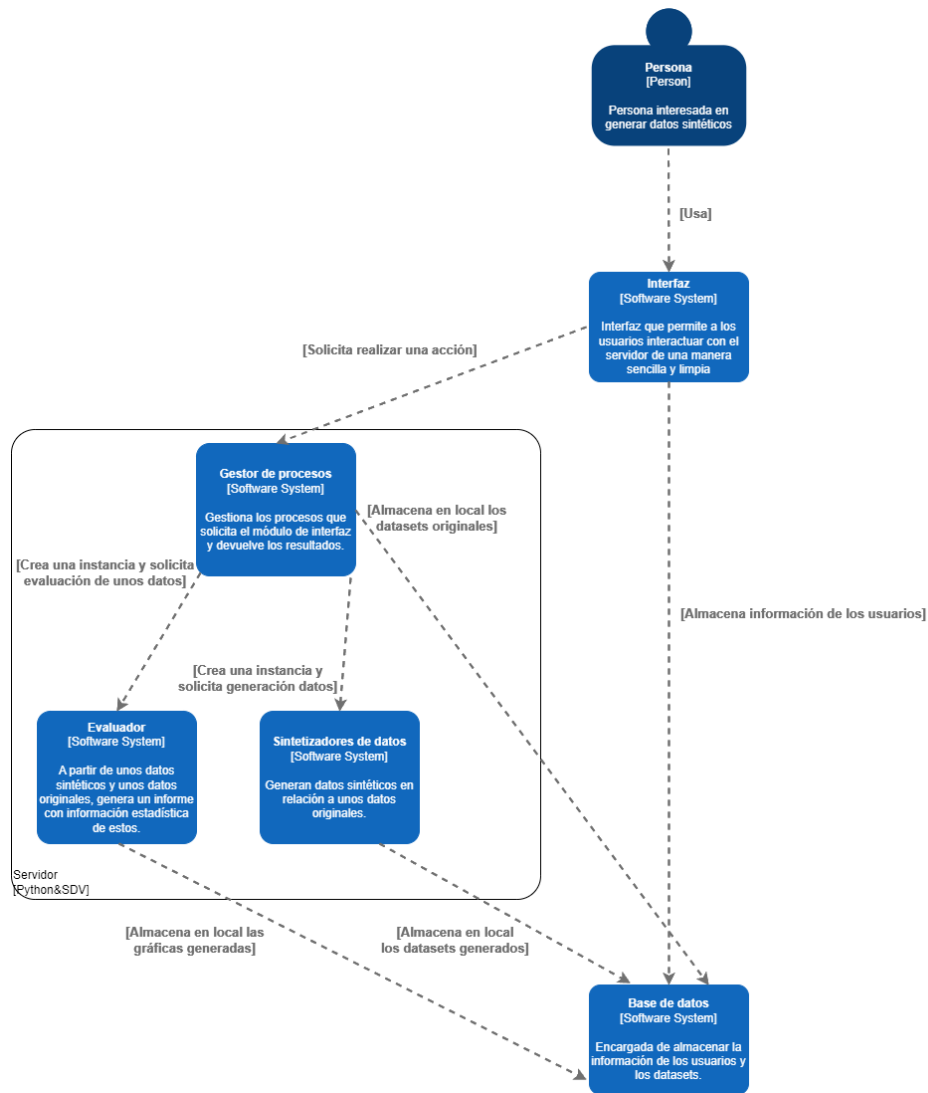 Persona
[Person]
Persona interesada en
generar datos sintéticos
[Usa]
Interfaz
[Software System]
Interfaz que permite a los
usuarios interactuar con el
servidor de una manera
sencilla y limpia
[Solicita realizar una acción]
Gestor de procesos
[Software System]
Gestiona los procesos que
solicita el módulo de interfaz
y devuelve los resultados.
[Almacena en local los
datasets originales]
[Crea una instancia y solicita
evaluación de unos datos]
[Almacena información de los usuarios]
[Crea una instancia y
solicita generación datos]
Evaluador
[Software System]
A partir de unos datos
sintéticos y unos datos
originales, genera un informe
con información estadística
de estos.
Sintetizadores de datos
[Software System]
Generan datos sintéticos en
relación a unos datos
originales.
Servidor
[Python&SDV]
[Almacena en local las
gráficas generadas]
[Almacena en local
los datasets generados]
Base de datos
[Software System]
Encargada de almacenar la
información de los usuarios y
los datasets.